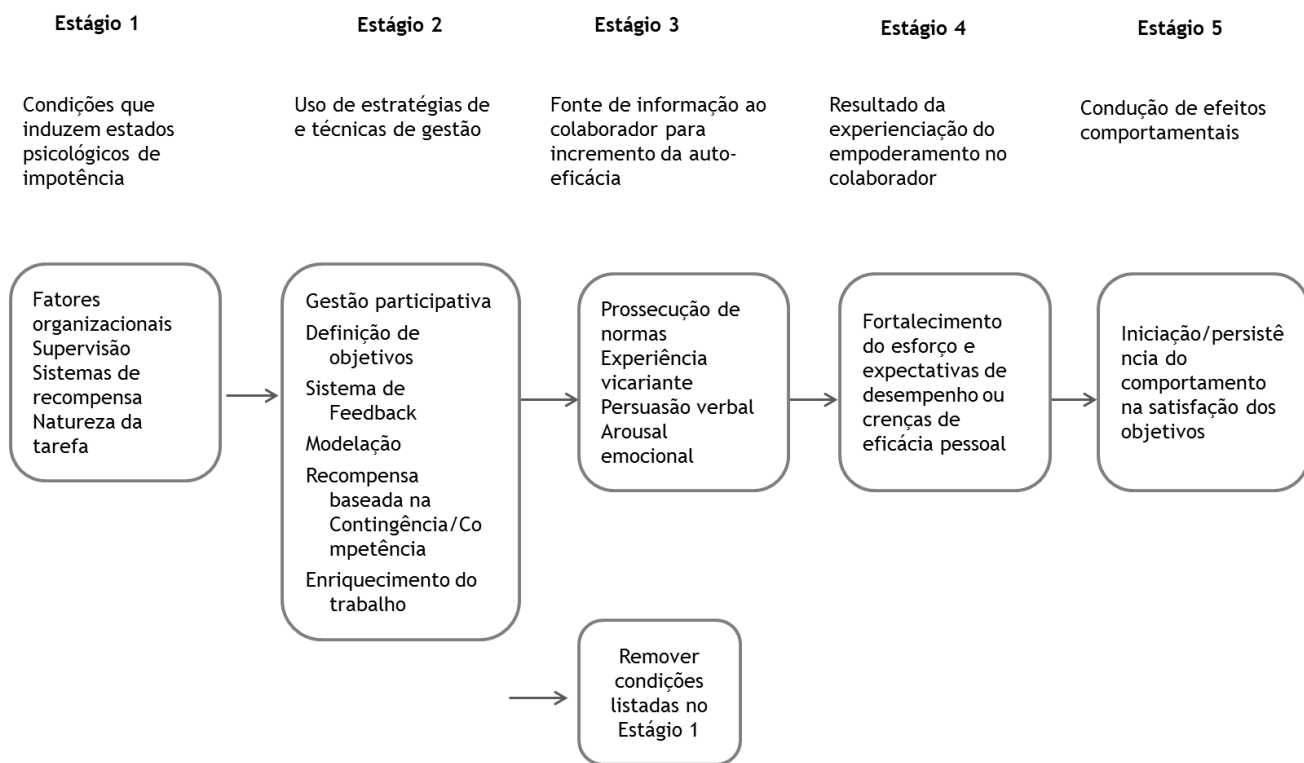 Estágio 1
Estágio 2
Estágio 3
Estágio 4
Estágio 5
Condições que
induzem estados
psicológicos de
impotência
Uso de estratégias de
e técnicas de gestão
Fonte de informação ao
colaborador para
incremento da auto-
eficácia
Resultado da
experienciação do
empoderamento no
colaborador
Condução de efeitos
comportamentais
Fatores
organizacionais
Supervisão
Sistemas de
recompensa
Natureza da
tarefa
Gestão participativa
Definição de
objetivos
Sistema de
Feedback
Modelação
Recompensa
baseada na
Contingência/Co
mpetência
Enriquecimento do
trabalho
Prossecução de
normas
Experiência
vicariante
Persuasão verbal
Arousal
emocional
Fortalecimento
do esforço e
expectativas de
desempenho ou
crenças de
eficácia pessoal
Iniciação/persistê
ncia do
comportamento
na satisfação dos
objetivos
Remover
condições
listadas no
Estágio 1